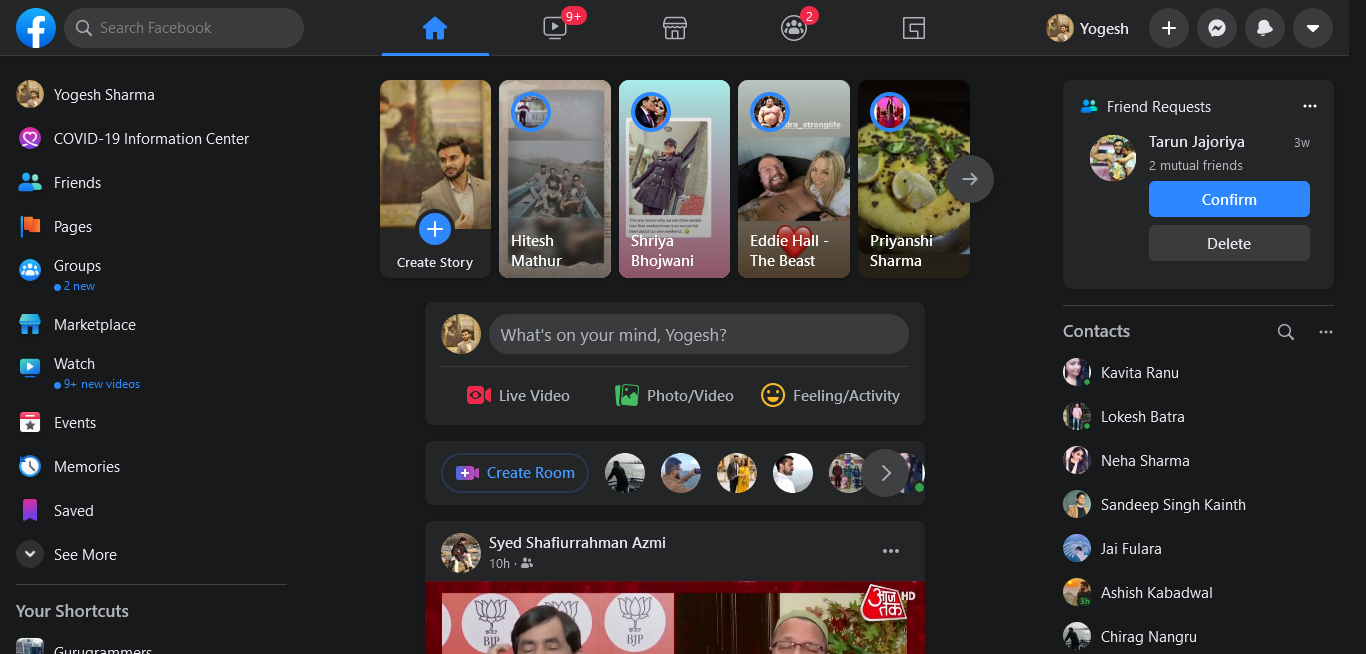 Search Facebook
9+
2
Yogesh
Yogesh Sharma
COVID-19 Information Center
Friends
Pages
Groups
2 new
Marketplace
Watch
9+ new videos
Events
Memories
Saved
See More
Your Shortcuts
Gurugrammers
Create Story
Hitesh
Mathur
Shriya
Bhojwani
dra_stronglife
Eddie Hall -
The Beast
Priyanshi
Sharma
What's on your mind, Yogesh?
Live Video
Photo/Video
Feeling/Activity
Create Room
Syed Shafiurrahman Azmi
10h ·
BJP
BJP
आज तक
HD
Friend Requests
Tarun Jajoriya
3w
2 mutual friends
Confirm
Delete
Contacts
Kavita Ranu
Lokesh Batra
Neha Sharma
Sandeep Singh Kainth
Jai Fulara
Ashish Kabadwal
3h
Chirag Nangru